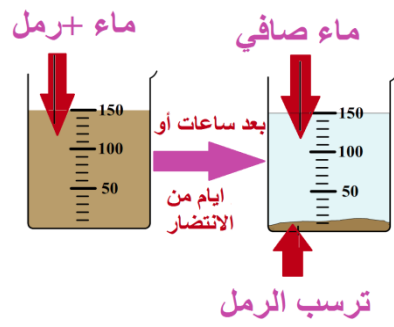 ماء +رمل
ماء صافي
150
100
50
بعد ساعات أو
ايام من
الانتضار
150
100
50
ترسب الرمل